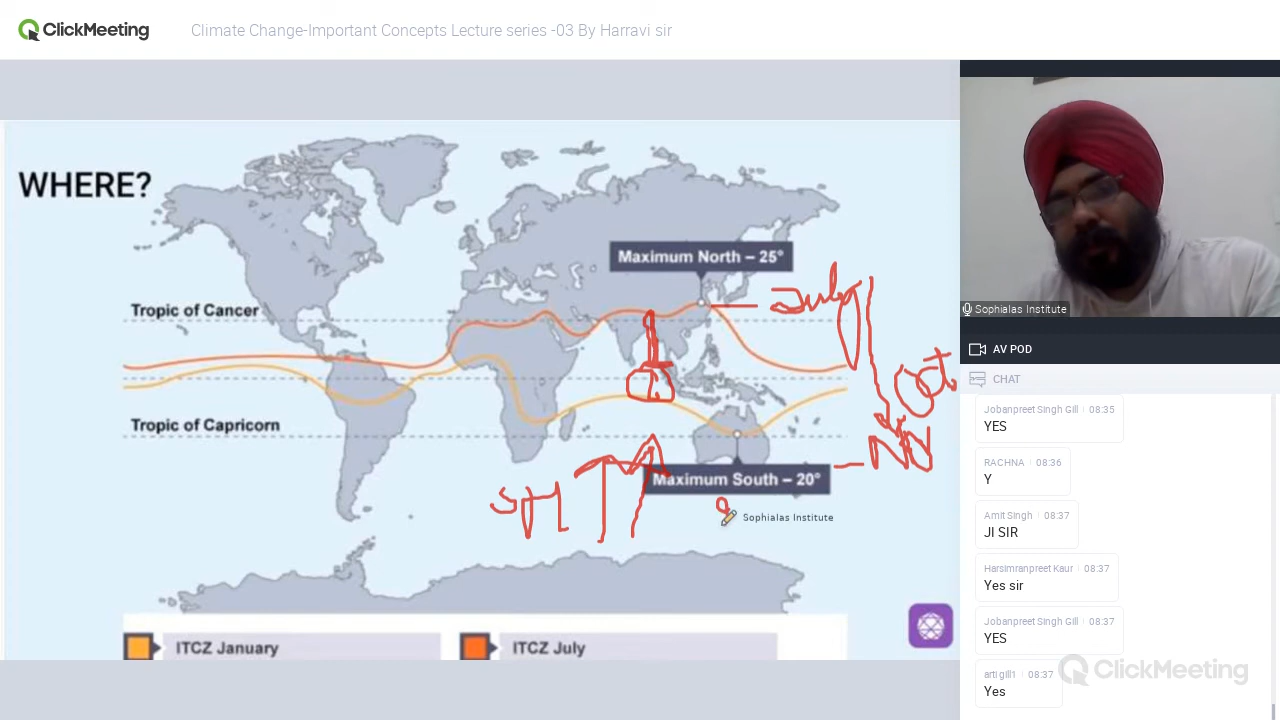 ClickMeeting
Climate Change-Important Concepts Lecture series -03 By Harravi sir
WHERE?
Maximum North – 25°
Tropic of Cancer
July
Oct
Tropic of Capricorn
Maximum South – 20°
Sophialas Institute
ITCZ January
ITCZ July
Sophialas Institute
AV POD
CHAT
Jobanpreet Singh Gill 08:35
YES
RACHNA 08:36
Y
Amit Singh 08:37
JI SIR
Harsimranpreet Kaur 08:37
Yes sir
Jobanpreet Singh Gill 08:37
YES
arti gill1 08:37
Yes
ClickMeeting